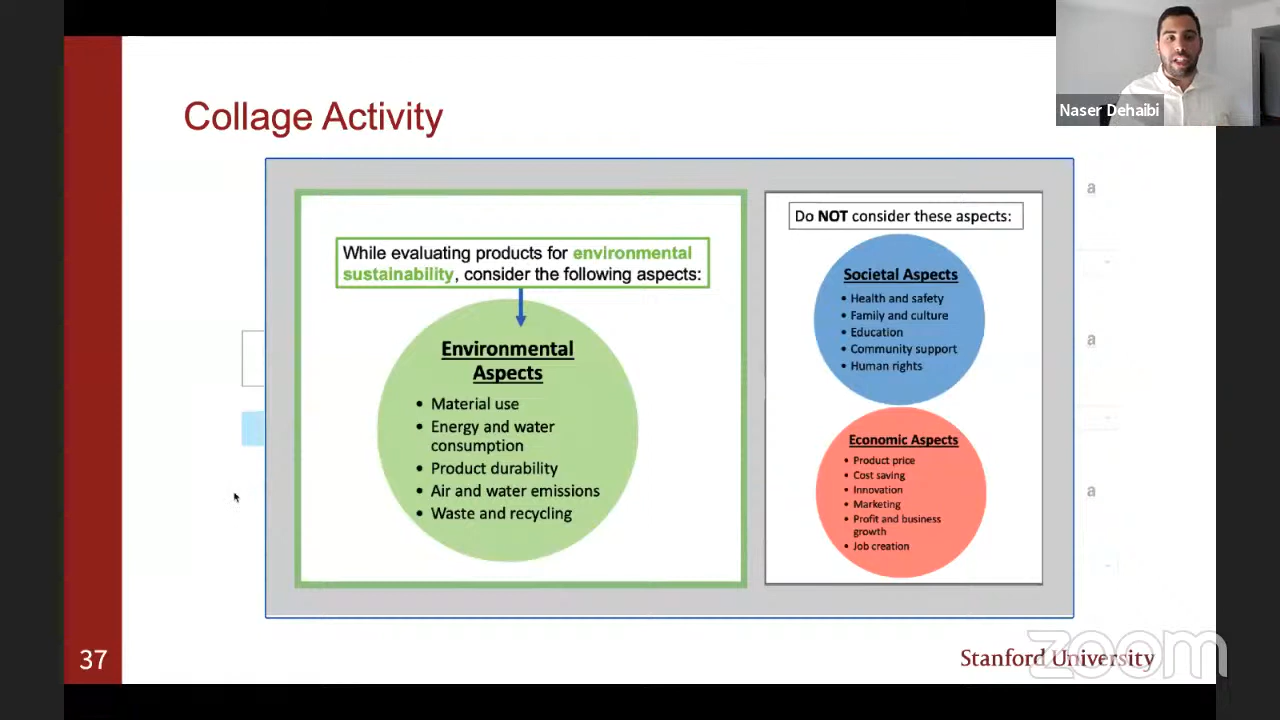 Collage Activity
Naser Dehaibi
While evaluating products for environmental
sustainability, consider the following aspects:
Environmental
Aspects
• Material use
• Energy and water
consumption
• Product durability
• Air and water emissions
• Waste and recycling
Do NOT consider these aspects:
Societal Aspects
• Health and safety
• Family and culture
• Education
• Community support
• Human rights
Economic Aspects
• Product price
• Cost saving
• Innovation
• Marketing
• Profit and business
growth
• Job creation
a
a
a
37
Stanford University
zoom